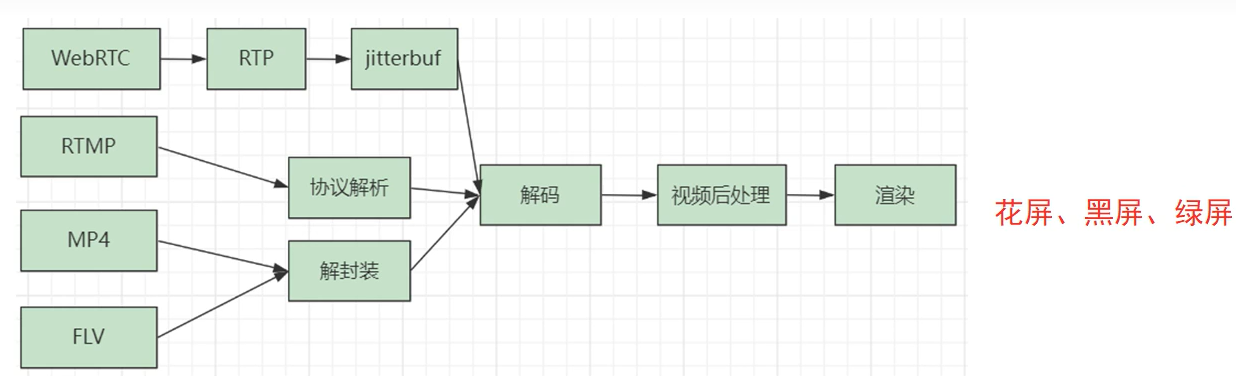 WebRTC
RTP
jitterbuf
RTMP
协议解析
解码
视频后处理
渲染
花屏、黑屏、绿屏
MP4
解封装
FLV